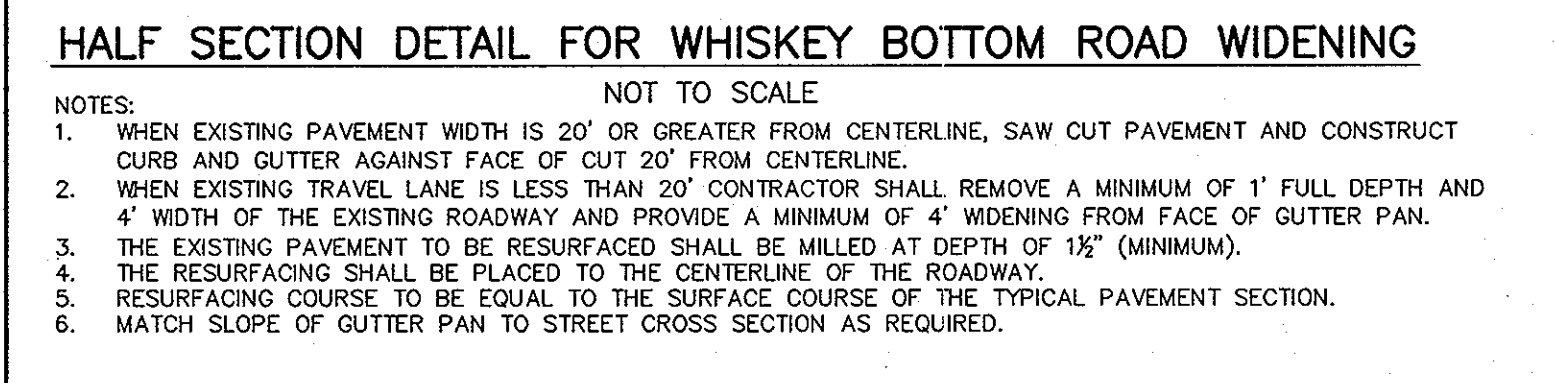 HALF SECTION DETAIL FOR WHISKEY BOTTOM ROAD WIDENING
NOT TO SCALE
NOTES:
1. WHEN EXISTING PAVEMENT WIDTH IS 20' OR GREATER FROM CENTERLINE, SAW CUT PAVEMENT AND CONSTRUCT
CURB AND GUTTER AGAINST FACE OF CUT 20' FROM CENTERLINE.
2. WHEN EXISTING TRAVEL LANE IS LESS THAN 20' CONTRACTOR SHALL REMOVE A MINIMUM OF 1' FULL DEPTH AND
4' WIDTH OF THE EXISTING ROADWAY AND PROVIDE A MINIMUM OF 4' WIDENING FROM FACE OF GUTTER PAN.
3. THE EXISTING PAVEMENT TO BE RESURFACED SHALL BE MILLED AT DEPTH OF 1½" (MINIMUM).
4. THE RESURFACING SHALL BE PLACED TO THE CENTERLINE OF THE ROADWAY.
5. RESURFACING COURSE TO BE EQUAL TO THE SURFACE COURSE OF THE TYPICAL PAVEMENT SECTION.
6. MATCH SLOPE OF GUTTER PAN TO STREET CROSS SECTION AS REQUIRED.